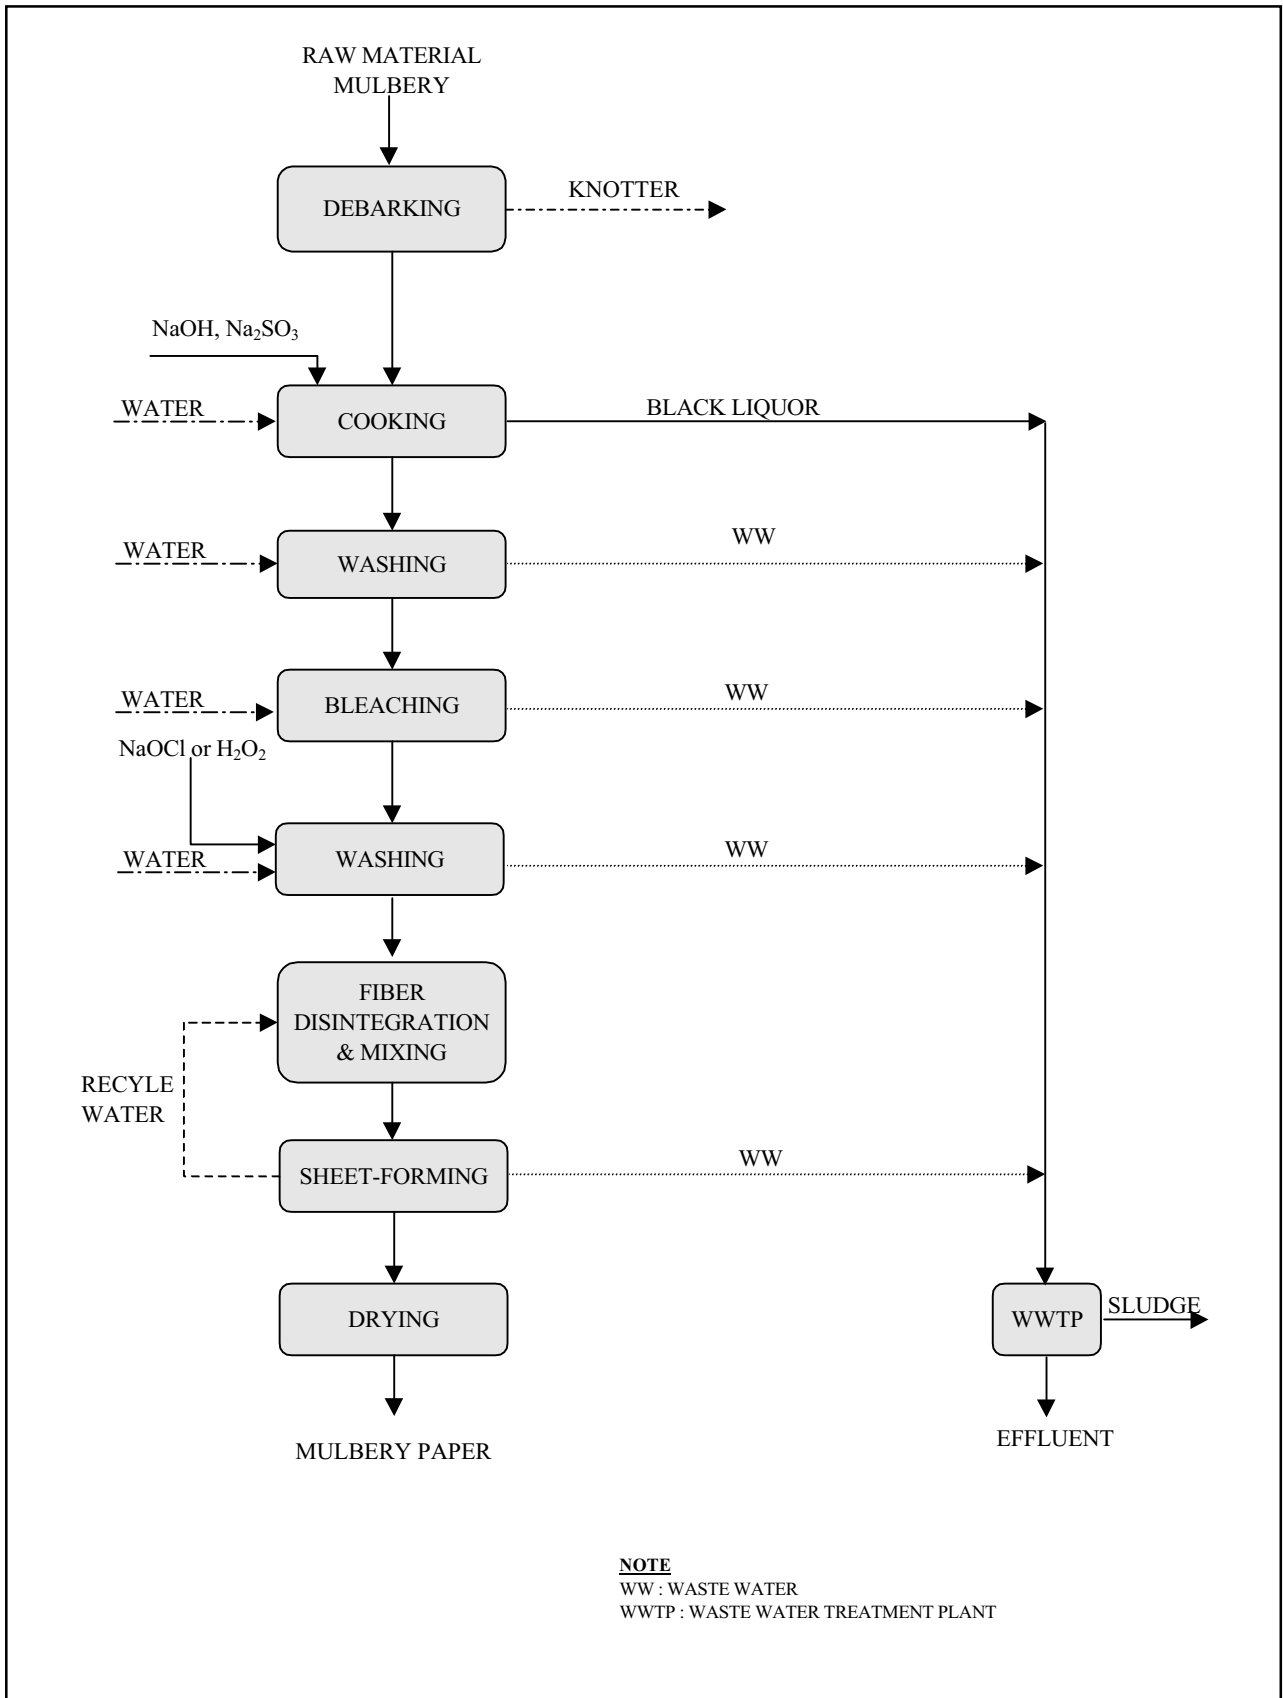 RAW MATERIAL
MULBERY
DEBARKING
KNOTTER
NaOH, Na₂SO₃
WATER
COOKING
BLACK LIQUOR
WATER
WASHING
WW
WATER
BLEACHING
WW
NaOCl or H₂O₂
WATER
WASHING
WW
FIBER
DISINTEGRATION
& MIXING
RECYLE
WATER
SHEET-FORMING
WW
DRYING
WWTP
SLUDGE
MULBERY PAPER
EFFLUENT
NOTE
WW : WASTE WATER
WWTP : WASTE WATER TREATMENT PLANT